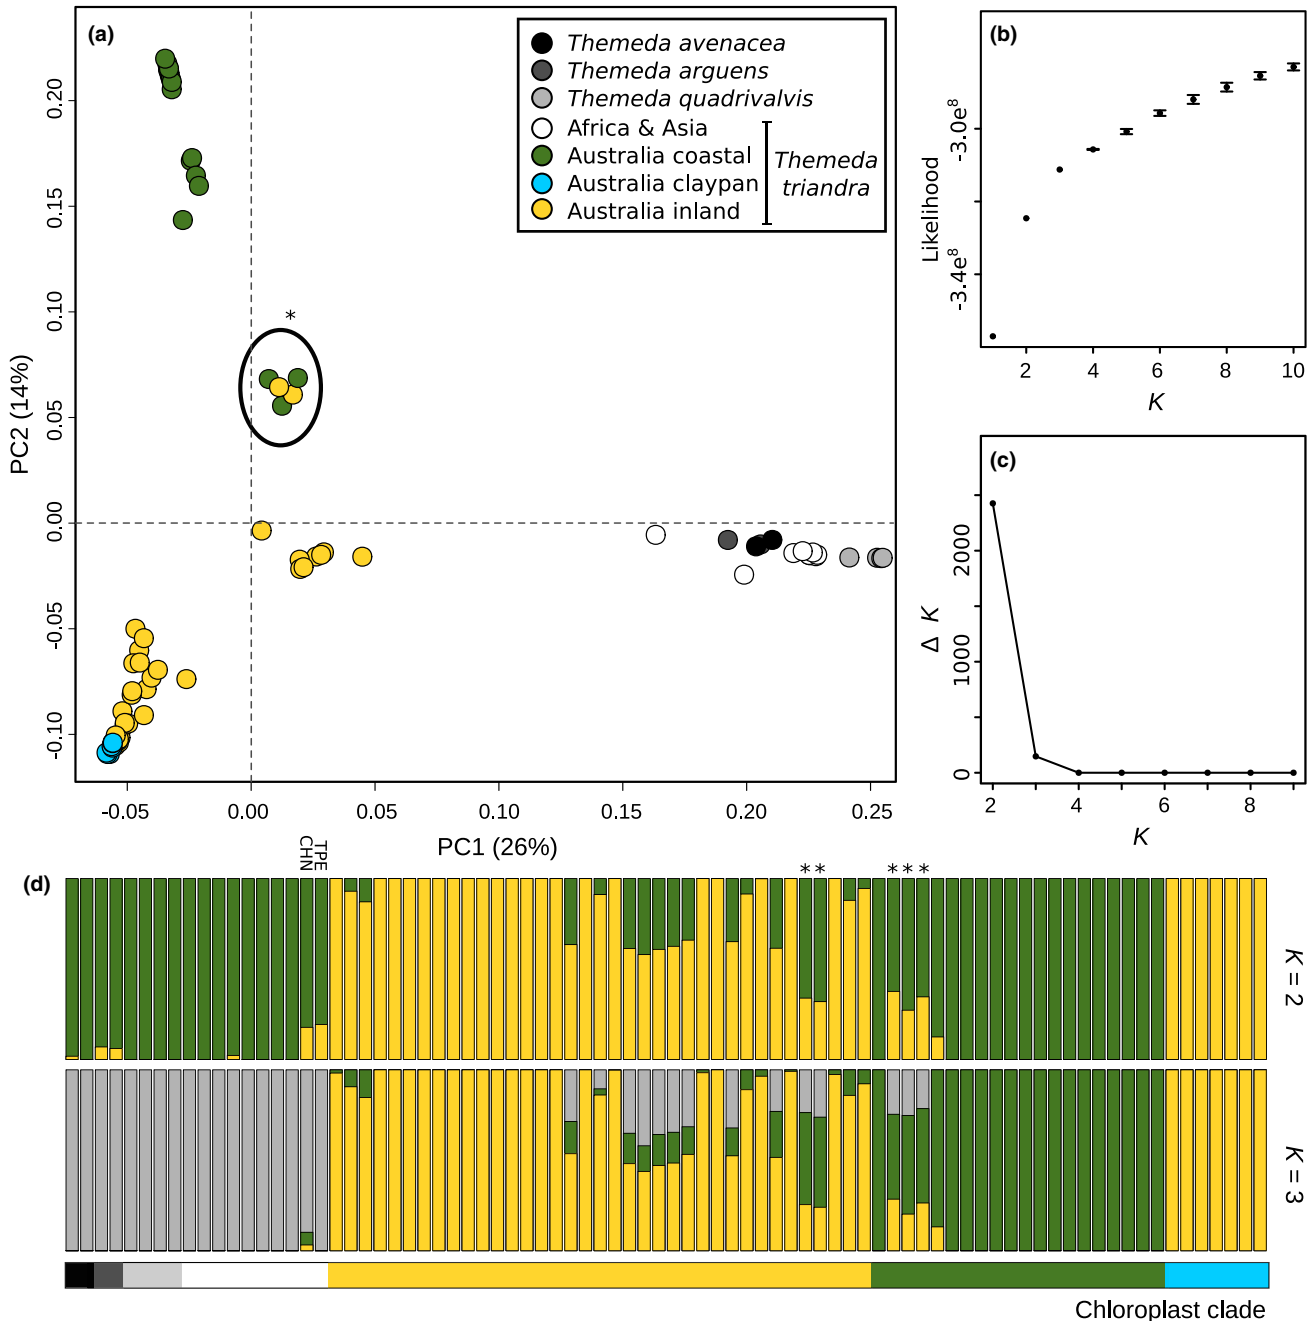 (a)
Themeda avenacea
Themeda arguens
Themeda quadrivalvis
Africa & Asia
Australia coastal
Australia claypan
Australia inland
Themeda
triandra
*
PC2 (14%)
0.20
0.15
0.10
0.05
0.00
-0.05
-0.10
-0.05
0.00
0.05
0.10
0.15
0.20
0.25
PC1 (26%)
(b)
Likelihood
-3.0e⁸
-3.4e⁸
2
4
6
8
10
K
(c)
Δ K
2000
1000
0
2
4
6
8
K
(d)
CHN
TPE
* *
* * *
K = 2
K = 3
Chloroplast clade